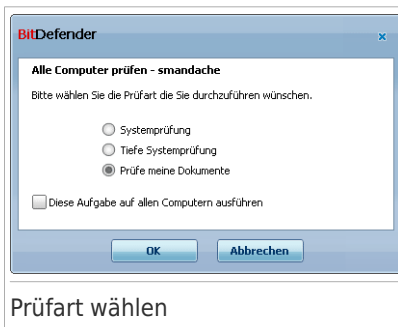 BitDefender
x
Alle Computer prüfen - smandache
Bitte wählen Sie die Prüfart die Sie durchzuführen wünschen.
Systemprüfung
Tiefe Systemprüfung
Prüfe meine Dokumente
Diese Aufgabe auf allen Computern ausführen
OK Abbrechen
Prüfart wählen